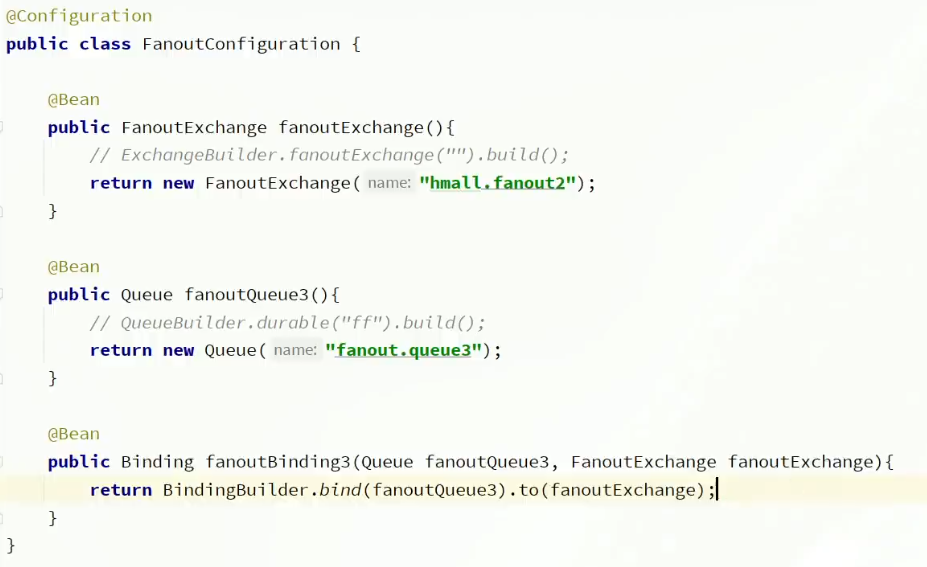 @Configuration
public class FanoutConfiguration {
@Bean
public FanoutExchange fanoutExchange(){
// ExchangeBuilder.fanoutExchange("").build();
return new FanoutExchange( name: "hmall.fanout2");
}
@Bean
public Queue fanoutQueue3(){
// QueueBuilder.durable("ff").build();
return new Queue( name: "fanout.queue3");
}
@Bean
public Binding fanoutBinding3(Queue fanoutQueue3, FanoutExchange fanoutExchange){
return BindingBuilder.bind(fanoutQueue3).to(fanoutExchange);
}
}